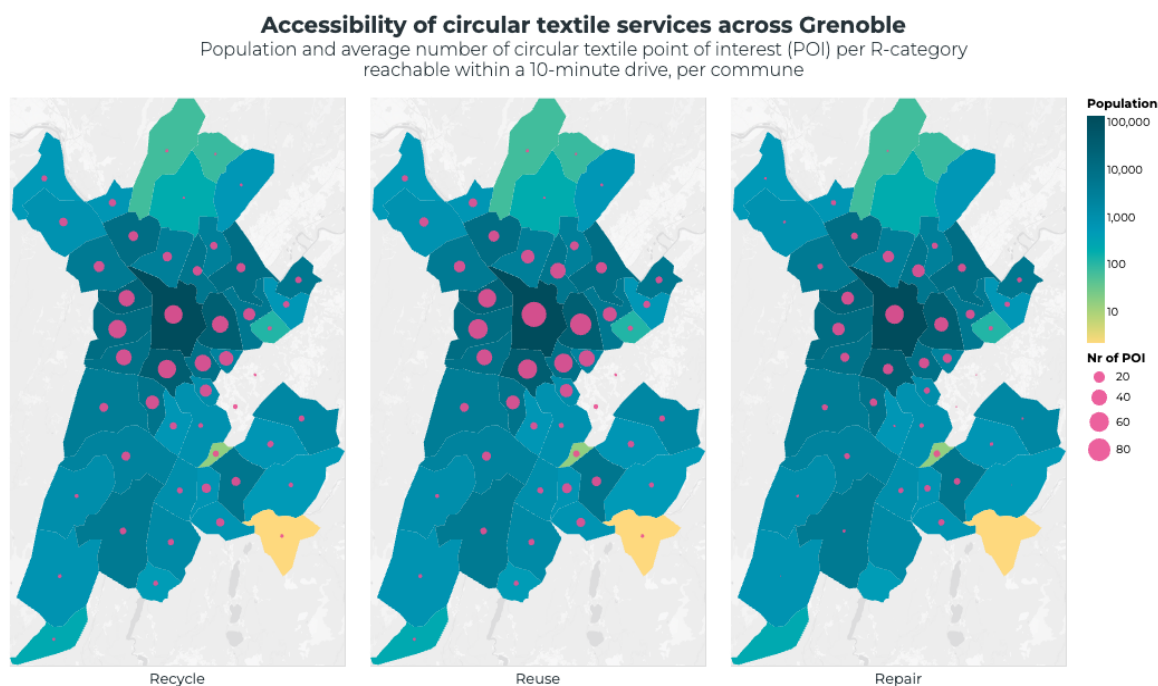 Accessibility of circular textile services across Grenoble
Population and average number of circular textile point of interest (POI) per R-category
reachable within a 10-minute drive, per commune
Population
100,000
10,000
1,000
100
10
Nr of POI
20
40
60
80
Recycle
Reuse
Repair